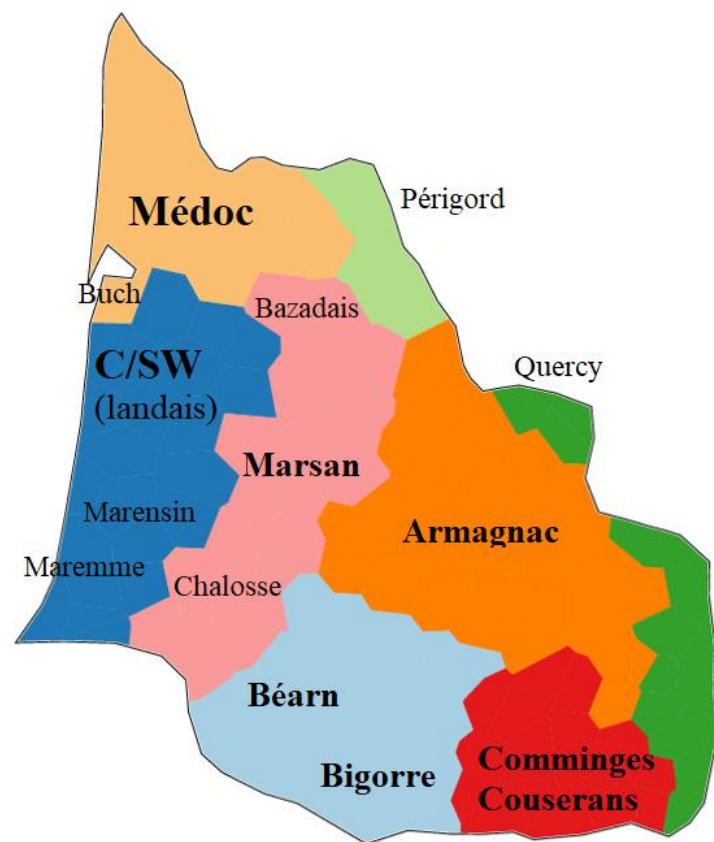 Médoc
Périgord
Buch
Bazadais
C/SW
(landais)
Quercy
Marsan
Marensin
Armagnac
Maremme
Chalosse
Béarn
Bigorre
Comminges
Couserans